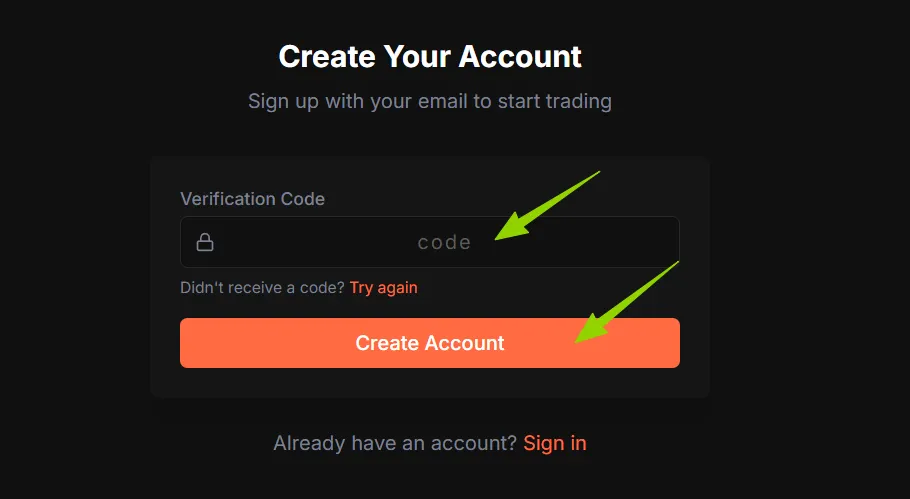 Create Your Account
Sign up with your email to start trading
Verification Code
code
Didn't receive a code? Try again
Create Account
Already have an account? Sign in